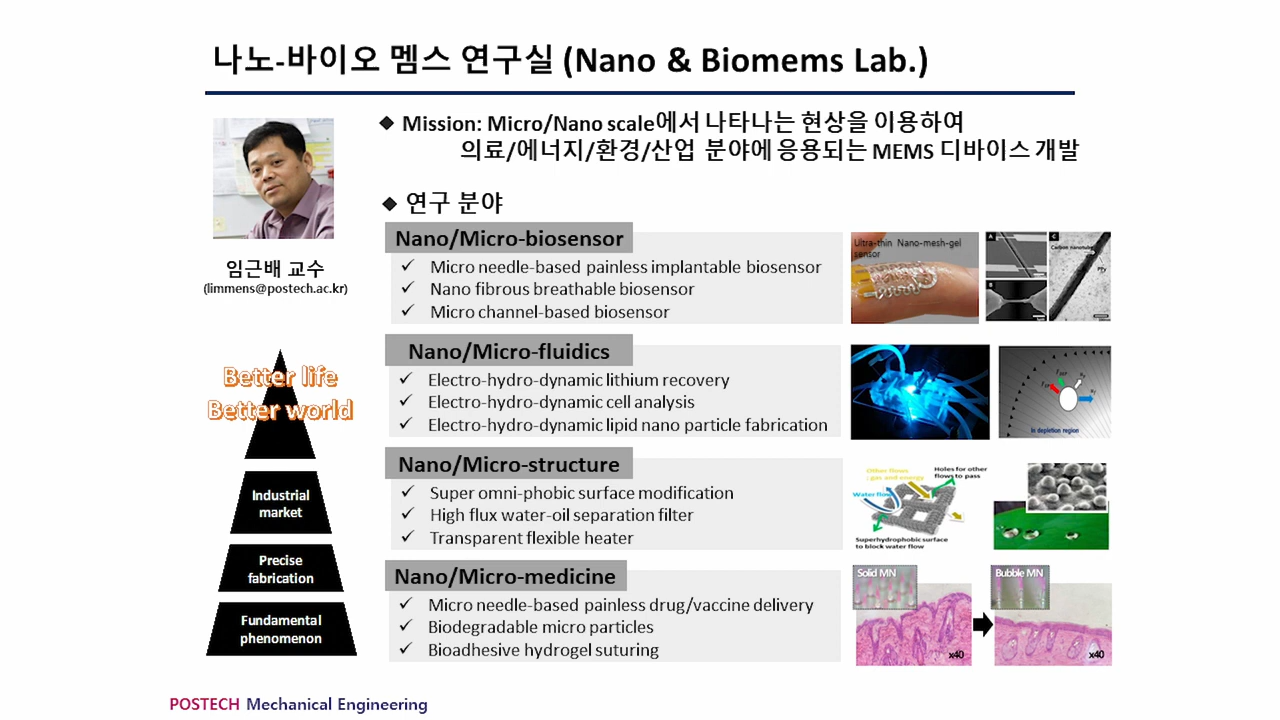 나노-바이오 멤스 연구실 (Nano & Biomems Lab.)
◆ Mission: Micro/Nano scale에서 나타나는 현상을 이용하여
의료/에너지/환경/산업 분야에 응용되는 MEMS 디바이스 개발
임근배 교수
(limmens@postech.ac.kr)
◆ 연구 분야
Nano/Micro-biosensor
✓ Micro needle-based painless implantable biosensor
✓ Nano fibrous breathable biosensor
✓ Micro channel-based biosensor
Ultra-thin Nano-mesh-gel
sensor
A
B
C
Carbon nanotube
Nano/Micro-fluidics
✓ Electro-hydro-dynamic lithium recovery
✓ Electro-hydro-dynamic cell analysis
✓ Electro-hydro-dynamic lipid nano particle fabrication
in depletion region
Nano/Micro-structure
✓ Super omni-phobic surface modification
✓ High flux water-oil separation filter
✓ Transparent flexible heater
Other flows
: gas and energy
Holes for other
flows to pass
Water flow
Superhydrophobic surface
to block water flow
Nano/Micro-medicine
✓ Micro needle-based painless drug/vaccine delivery
✓ Biodegradable micro particles
✓ Bioadhesive hydrogel suturing
Solid MN
x40
Bubble MN
x40
Better life
Better world
Industrial
market
Precise
fabrication
Fundamental
phenomenon
POSTECH Mechanical Engineering